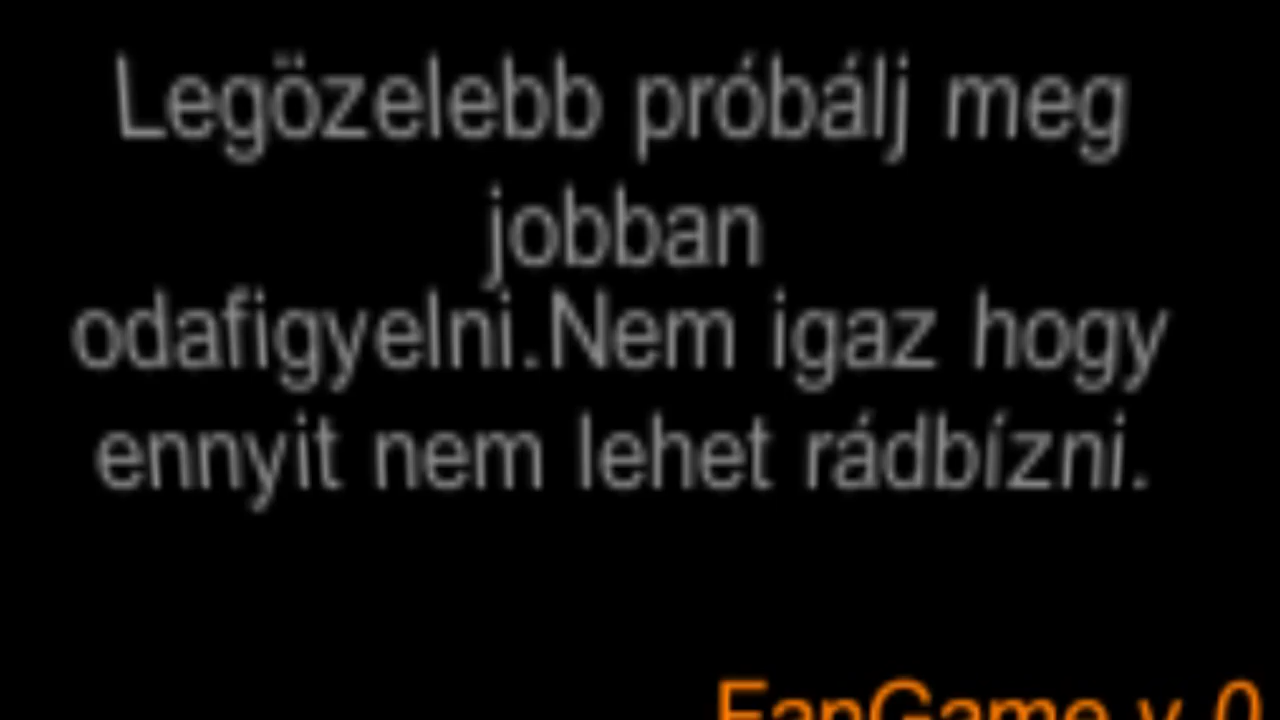 Legözelebb próbálj meg
jobban
odafigyelni.Nem igaz hogy
ennyit nem lehet rádbízni.
FanGame v 0